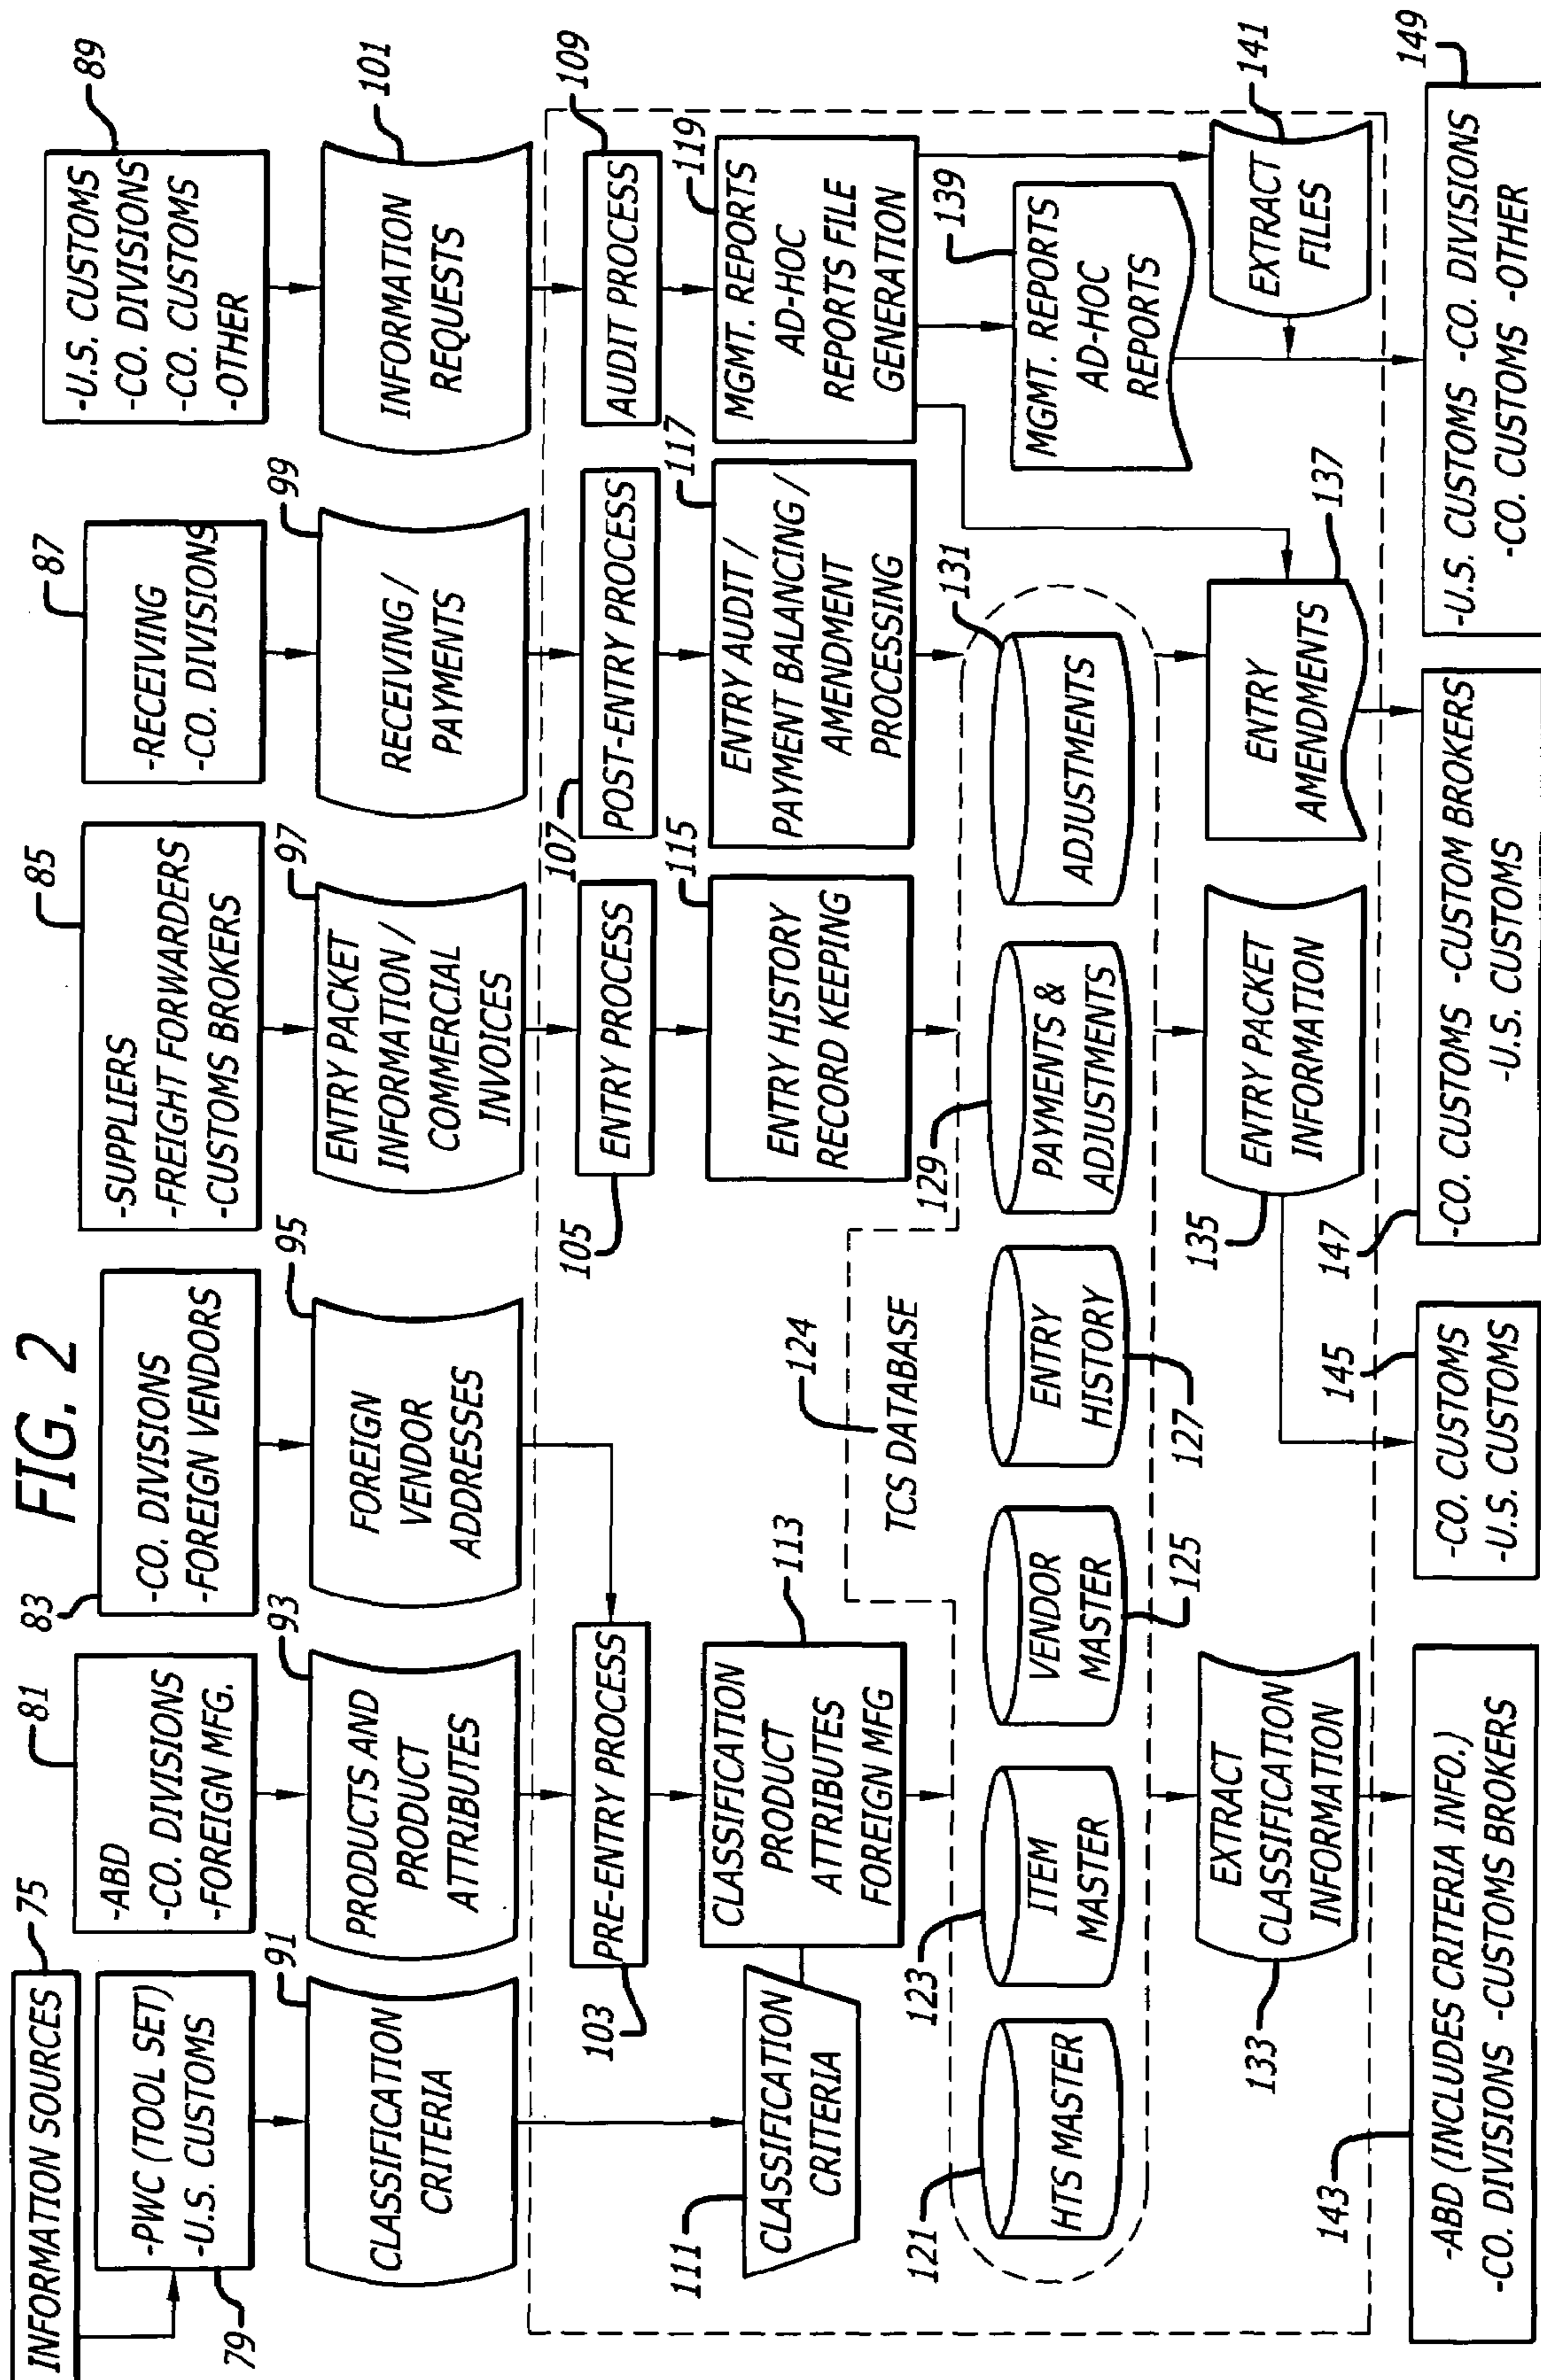 FIG. 2
INFORMATION SOURCES
75
-PWC (TOOL SET)
-U.S. CUSTOMS
79
-ABD
-CO. DIVISIONS
-FOREIGN MFG.
81
-CO. DIVISIONS
-FOREIGN VENDORS
83
-SUPPLIERS
-FREIGHT FORWARDERS
-CUSTOMS BROKERS
85
-RECEIVING
-CO. DIVISIONS
87
-U.S. CUSTOMS
-CO. DIVISIONS
-CO. CUSTOMS
-OTHER
89
CLASSIFICATION
CRITERIA
91
PRODUCTS AND
PRODUCT
ATTRIBUTES
93
FOREIGN
VENDOR
ADDRESSES
95
ENTRY PACKET
INFORMATION /
COMMERCIAL
INVOICES
97
RECEIVING /
PAYMENTS
99
INFORMATION
REQUESTS
101
PRE-ENTRY PROCESS
103
ENTRY PROCESS
105
POST-ENTRY PROCESS
107
AUDIT PROCESS
109
CLASSIFICATION
CRITERIA
111
CLASSIFICATION
PRODUCT
ATTRIBUTES
FOREIGN MFG
113
ENTRY HISTORY
RECORD KEEPING
115
ENTRY AUDIT /
PAYMENT BALANCING /
AMENDMENT
PROCESSING
117
MGMT. REPORTS
AD-HOC
REPORTS FILE
GENERATION
119
TCS DATABASE
124
HTS MASTER
121
ITEM
MASTER
123
VENDOR
MASTER
125
ENTRY
HISTORY
127
PAYMENTS &
ADJUSTMENTS
129
ADJUSTMENTS
131
MGMT. REPORTS
AD-HOC
REPORTS
139
EXTRACT
CLASSIFICATION
INFORMATION
133
ENTRY PACKET
INFORMATION
135
ENTRY
AMENDMENTS
137
EXTRACT
FILES
141
-ABD (INCLUDES CRITERIA INFO.)
-CO. DIVISIONS -CUSTOMS BROKERS
143
-CO. CUSTOMS
-U.S. CUSTOMS
145
-CO. CUSTOMS -CUSTOM BROKERS
-U.S. CUSTOMS
147
-U.S. CUSTOMS -CO. DIVISIONS
-CO. CUSTOMS -OTHER
149